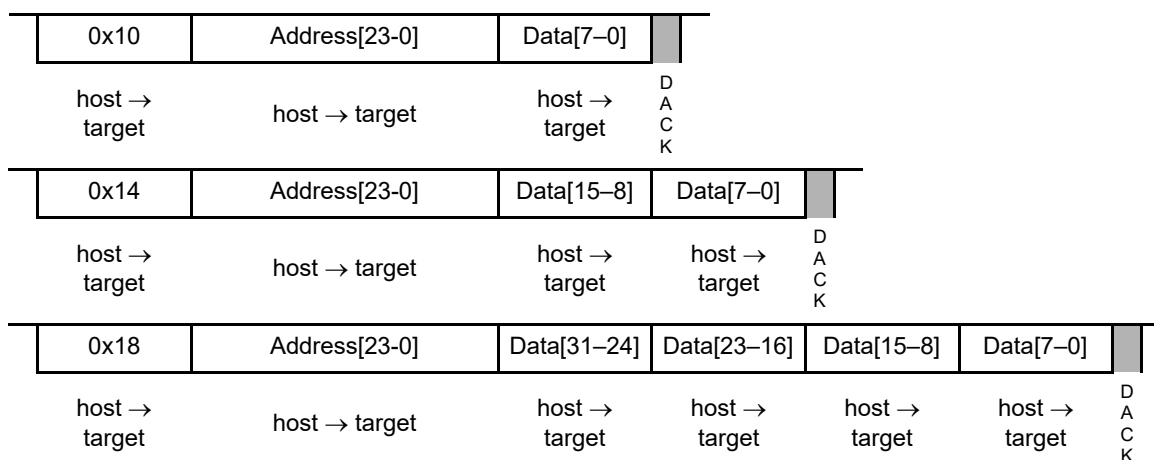 0x10 Address[23-0] Data[7–0]
host → target host → target host → target D A C K
0x14 Address[23-0] Data[15–8] Data[7–0]
host → target host → target host → target host → target D A C K
0x18 Address[23-0] Data[31–24] Data[23–16] Data[15–8] Data[7–0]
host → target host → target host → target host → target host → target host → target D A C K